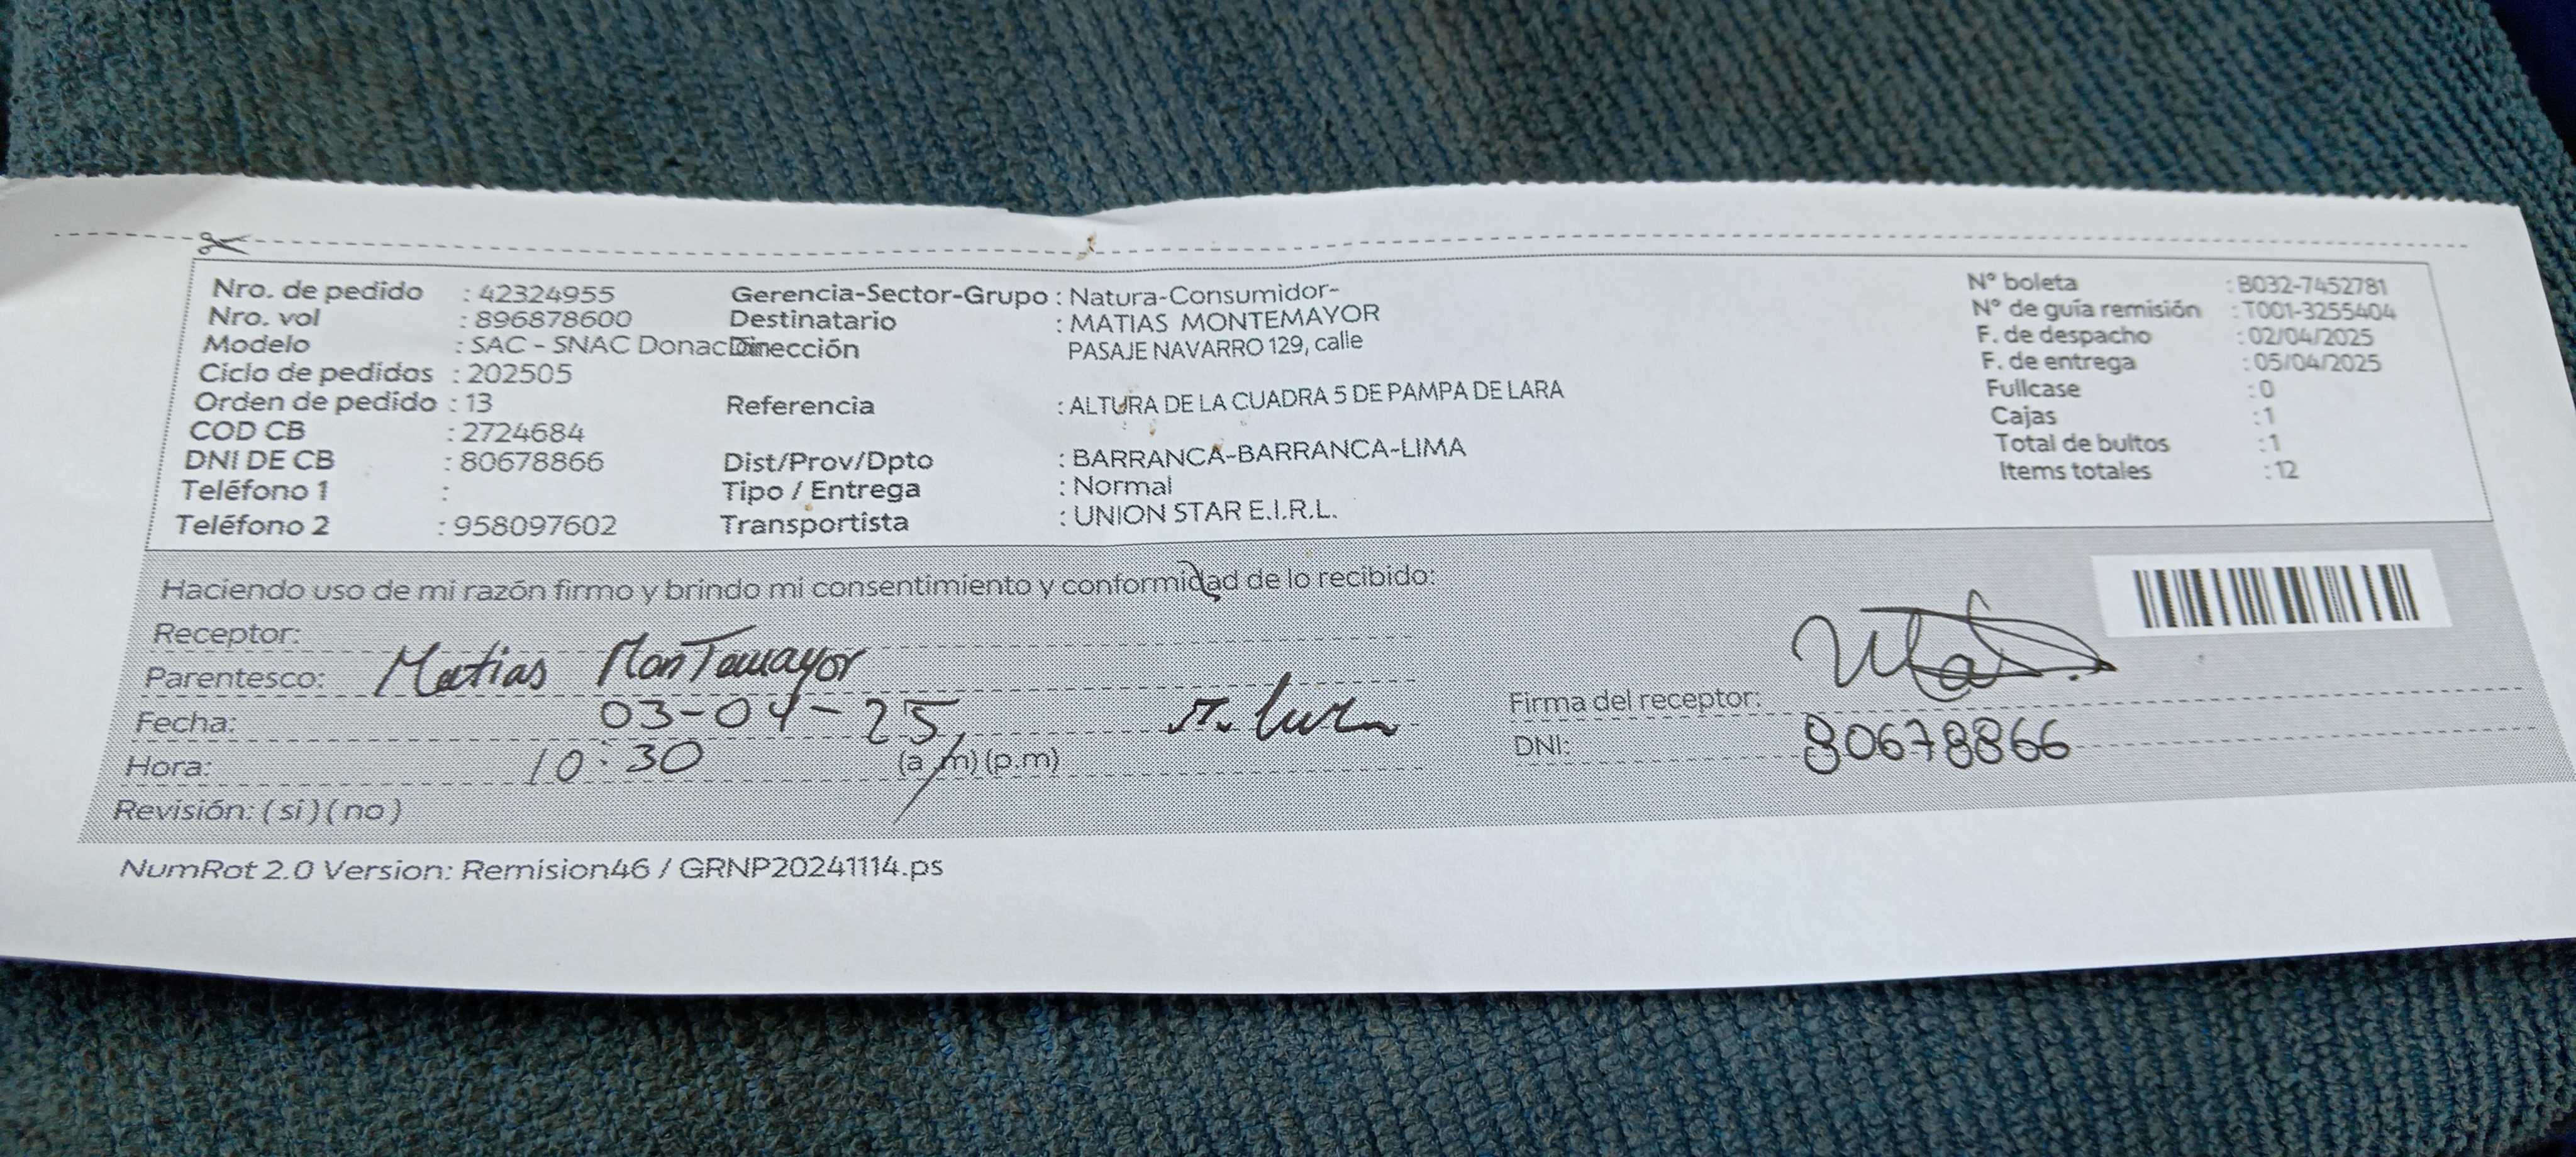 Nro. de pedido : 42324955
Nro. vol : 896878600
Modelo : SAC - SNAC Donac
Ciclo de pedidos : 202505
Orden de pedido : 13
COD CB : 2724684
DNI DE CB : 80678866
Teléfono 1 :
Teléfono 2 : 958097602
Gerencia-Sector-Grupo : Natura-Consumidor-
Destinatario : MATIAS MONTEMAYOR
Dirección PASAJE NAVARRO 129, calle
Referencia : ALTURA DE LA CUADRA 5 DE PAMPA DE LARA
Dist/Prov/Dpto : BARRANCA-BARRANCA-LIMA
Tipo / Entrega : Normal
Transportista : UNION STAR E.I.R.L.
N° boleta : B032-7452781
N° de guía remisión : T001-3255404
F. de despacho : 02/04/2025
F. de entrega : 05/04/2025
Fullcase : 0
Cajas : 1
Total de bultos : 1
Items totales : 12
Haciendo uso de mi razón firmo y brindo mi consentimiento y conformidad de lo recibido:
Receptor:
Parentesco: Matias Montemayor
Fecha: 03-04-25
Hora: 10:30 (a.m) (p.m)
Revisión: (si) (no)
Firma del receptor:
DNI: 80678866
NumRot 2.0 Version: Remision46 / GRNP20241114.ps